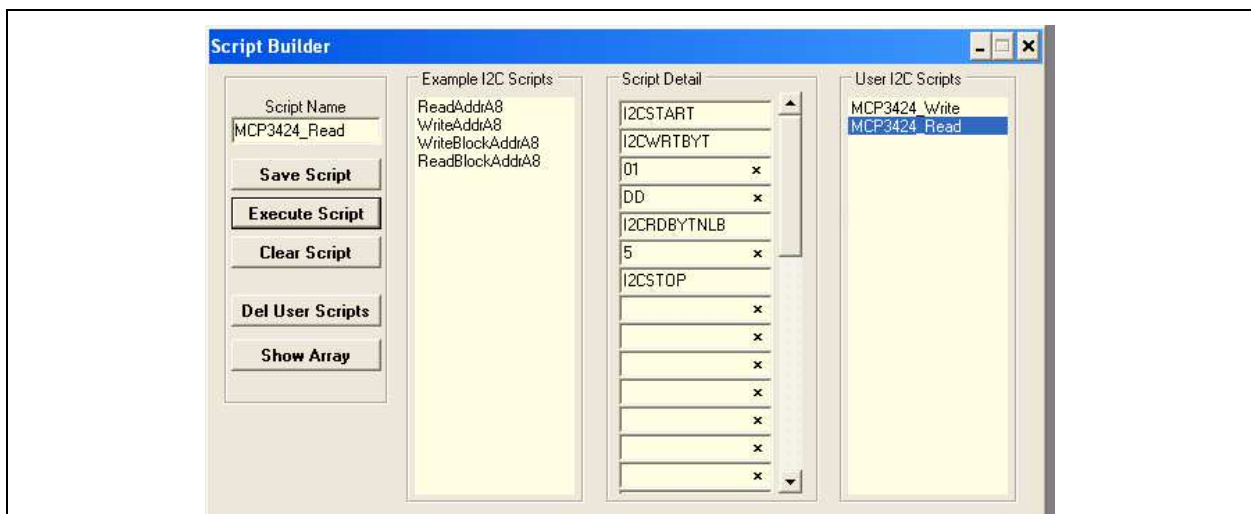 Script Builder
Script Name
MCP3424_Read
Save Script
Execute Script
Clear Script
Del User Scripts
Show Array
Example I2C Scripts
ReadAddrA8
WriteAddrA8
WriteBlockAddrA8
ReadBlockAddrA8
Script Detail
I2CSTART
I2CWRTBYT
01
DD
I2CRDBYTNLB
5
I2CSTOP
User I2C Scripts
MCP3424_Write
MCP3424_Read